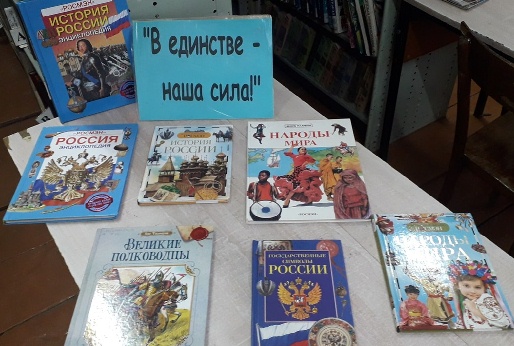 РОСМЭН
ИСТОРИЯ
РОССИИ
ЭНЦИКЛОПЕДИЯ
"В единстве -
наша сила!"
РОСМЭН
РОССИЯ
ЭНЦИКЛОПЕДИЯ
ИСТОРИЯ
РОССИИ
НАРОДЫ
МИРА
ВЕЛИКИЕ
ПОЛКОВОДЦЫ
ГОСУДАРСТВЕННЫЕ
СИМВОЛЫ
РОССИИ
НАРОДЫ
МИРА